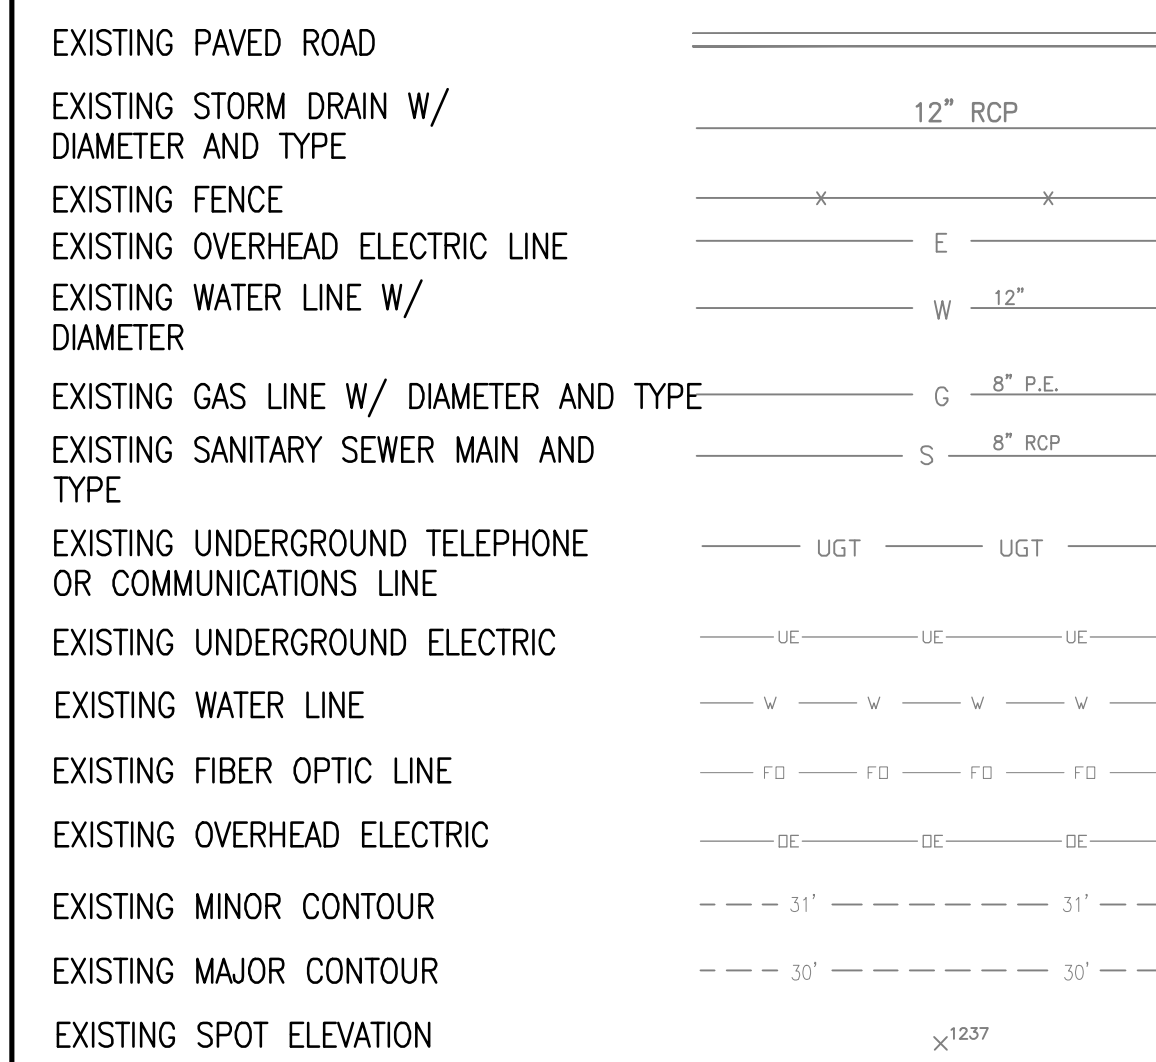 EXISTING PAVED ROAD
EXISTING STORM DRAIN W/
DIAMETER AND TYPE
12" RCP
EXISTING FENCE
X X
EXISTING OVERHEAD ELECTRIC LINE
E
EXISTING WATER LINE W/
DIAMETER
W 12"
EXISTING GAS LINE W/ DIAMETER AND TYPE
G 8" P.E.
EXISTING SANITARY SEWER MAIN AND
TYPE
S 8" RCP
EXISTING UNDERGROUND TELEPHONE
OR COMMUNICATIONS LINE
UGT UGT
EXISTING UNDERGROUND ELECTRIC
UE UE UE
EXISTING WATER LINE
W W W W
EXISTING FIBER OPTIC LINE
FO FO FO FO
EXISTING OVERHEAD ELECTRIC
OE OE OE
EXISTING MINOR CONTOUR
31' 31'
EXISTING MAJOR CONTOUR
30' 30'
EXISTING SPOT ELEVATION
×1237